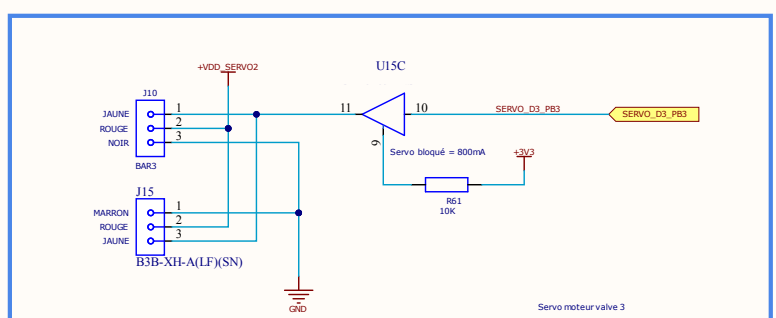 +VDD_SERVO2
U15C
J10
JAUNE 1
ROUGE 2
NOIR 3
BAR3
11
10
SERVO_D3_PB3
SERVO_D3_PB3
9
Servo bloqué = 800mA
+3V3
R61
10K
J15
MARRON 1
ROUGE 2
JAUNE 3
B3B-XH-A(LF)(SN)
GND
Servo moteur valve 3